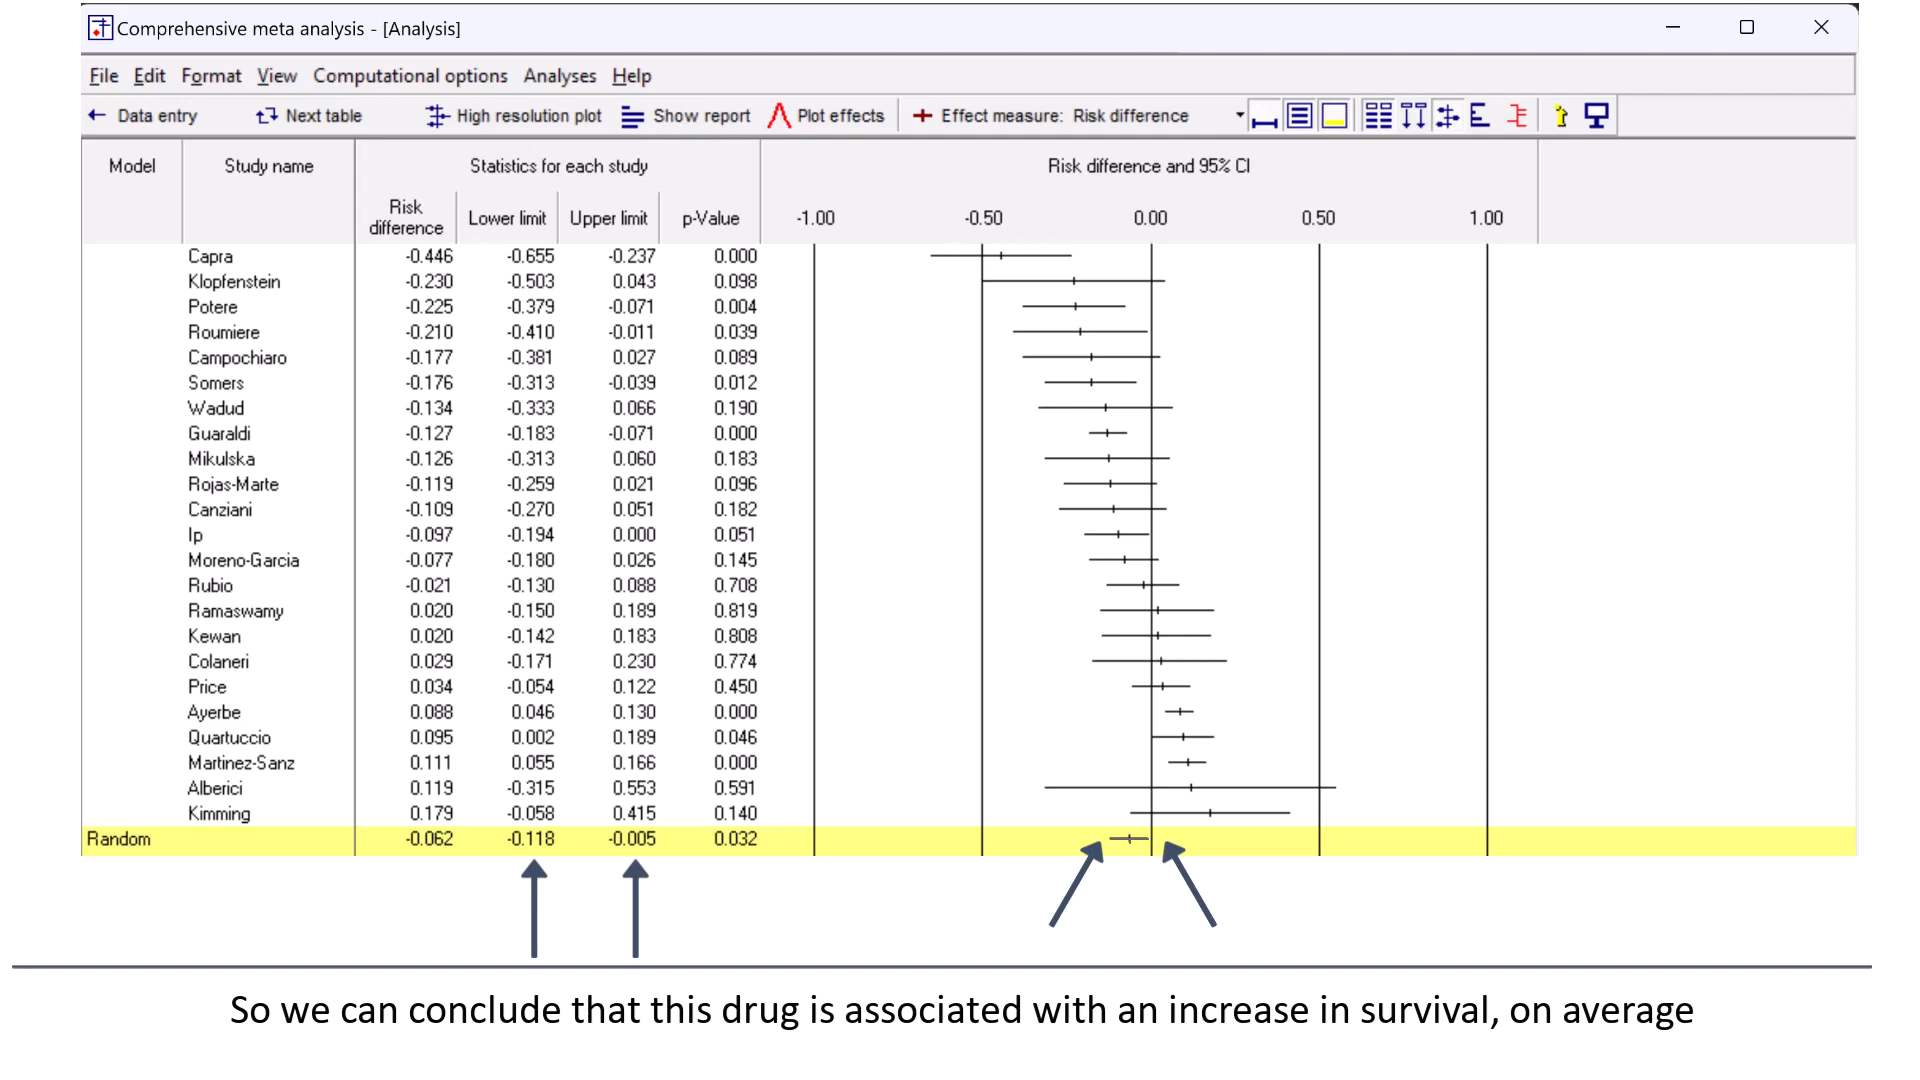 Comprehensive meta analysis - [Analysis]
File Edit Format View Computational options Analyses Help
Data entry Next table High resolution plot Show report Plot effects Effect measure: Risk difference
Model Study name Statistics for each study Risk difference and 95% CI
Risk difference Lower limit Upper limit p-Value -1.00 -0.50 0.00 0.50 1.00
Capra -0.446 -0.655 -0.237 0.000
Klopfenstein -0.230 -0.503 0.043 0.098
Potere -0.225 -0.379 -0.071 0.004
Roumiere -0.210 -0.410 -0.011 0.039
Campochiaro -0.177 -0.381 0.027 0.089
Somers -0.176 -0.313 -0.039 0.012
Wadud -0.134 -0.333 0.066 0.190
Guaraldi -0.127 -0.183 -0.071 0.000
Mikulska -0.126 -0.313 0.060 0.183
Rojas-Marte -0.119 -0.259 0.021 0.096
Canziani -0.109 -0.270 0.051 0.182
Ip -0.097 -0.194 0.000 0.051
Moreno-Garcia -0.077 -0.180 0.026 0.145
Rubio -0.021 -0.130 0.088 0.708
Ramaswamy 0.020 -0.150 0.189 0.819
Kewan 0.020 -0.142 0.183 0.808
Colaneri 0.029 -0.171 0.230 0.774
Price 0.034 -0.054 0.122 0.450
Ayerbe 0.088 0.046 0.130 0.000
Quartuccio 0.095 0.002 0.189 0.046
Martinez-Sanz 0.111 0.055 0.166 0.000
Alberici 0.119 -0.315 0.553 0.591
Kimming 0.179 -0.058 0.415 0.140
Random -0.062 -0.118 -0.005 0.032
So we can conclude that this drug is associated with an increase in survival, on average